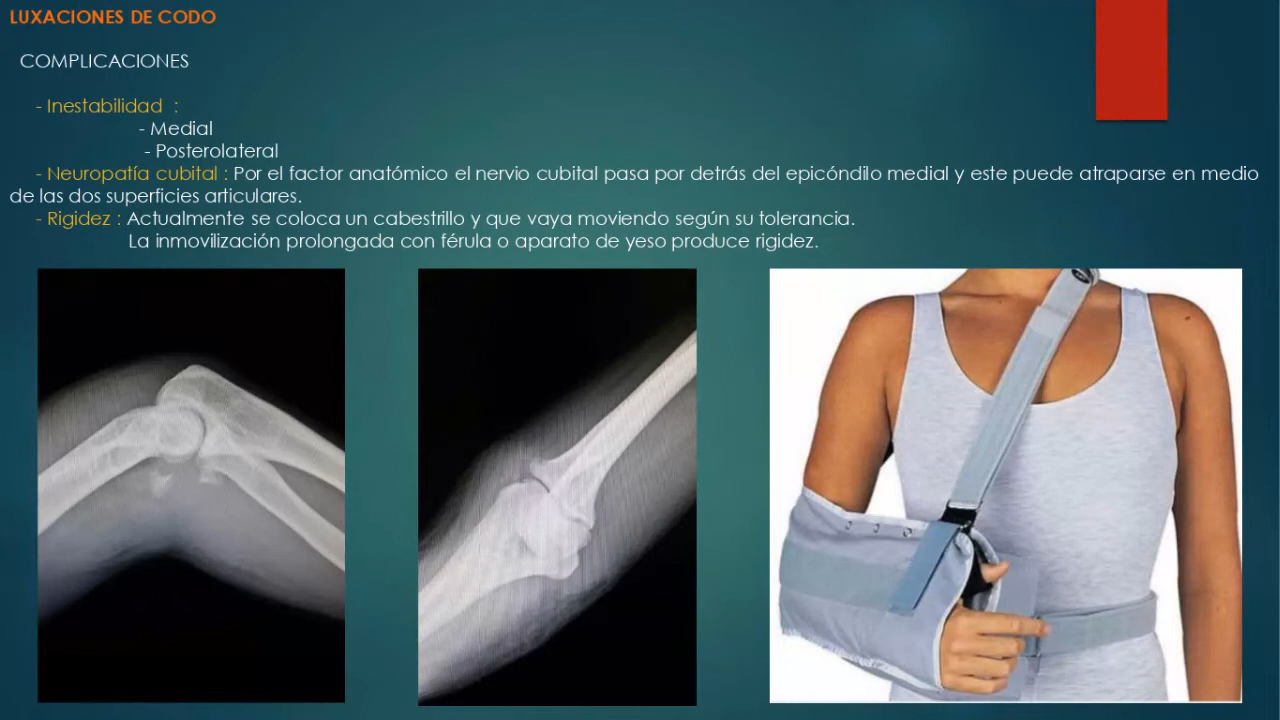 LUXACIONES DE CODO
COMPLICACIONES
- Inestabilidad :
- Medial
- Posterolateral
- Neuropatía cubital : Por el factor anatómico el nervio cubital pasa por detrás del epicóndilo medial y este puede atraparse en medio
de las dos superficies articulares.
- Rigidez : Actualmente se coloca un cabestrillo y que vaya moviendo según su tolerancia.
La inmovilización prolongada con férula o aparato de yeso produce rigidez.